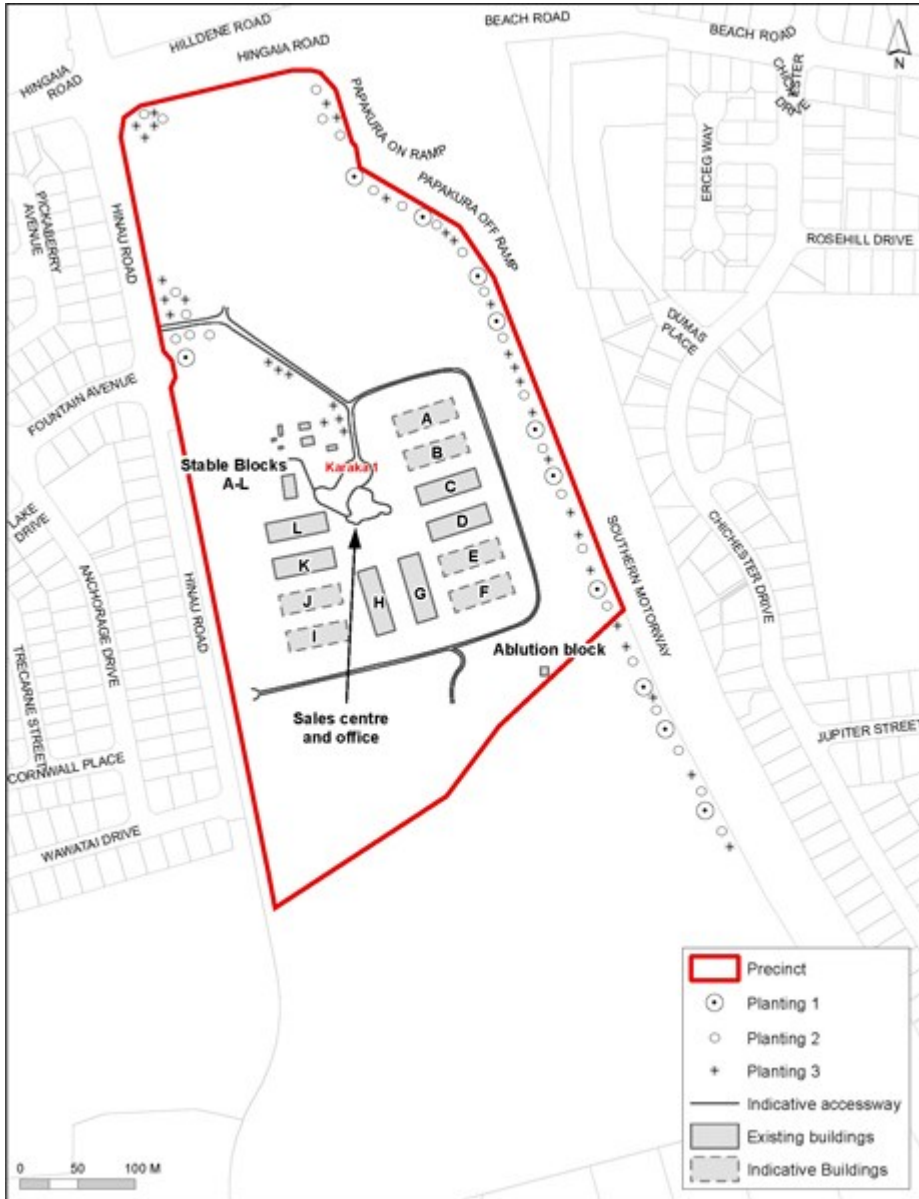 HILLDENE ROAD
BEACH ROAD
BEACH ROAD
HINGAIA ROAD
HINGAIA
ROAD
CHICHESTER
DRIVE
N
PAPAKURA ON RAMP
PAPAKURA OFF RAMP
ERCEG WAY
PICKABERRY
AVENUE
HINAU ROAD
ROSEHILL DRIVE
DUMAS
PLACE
FOUNTAIN AVENUE
A
B
Stable Blocks
A-L
Karaka 1
C
D
L
K
E
J
H
G
F
I
LAKE
DRIVE
ANCHORAGE DRIVE
HINAU ROAD
SOUTHERN MOTORWAY
CHICHESTER DRIVE
TRECARNE STREET
Ablution block
Sales centre
and office
JUPITER STREET
CORNWALL PLACE
WAWATAI DRIVE
Precinct
Planting 1
Planting 2
Planting 3
Indicative accessway
Existing buildings
Indicative Buildings
0 50 100 M